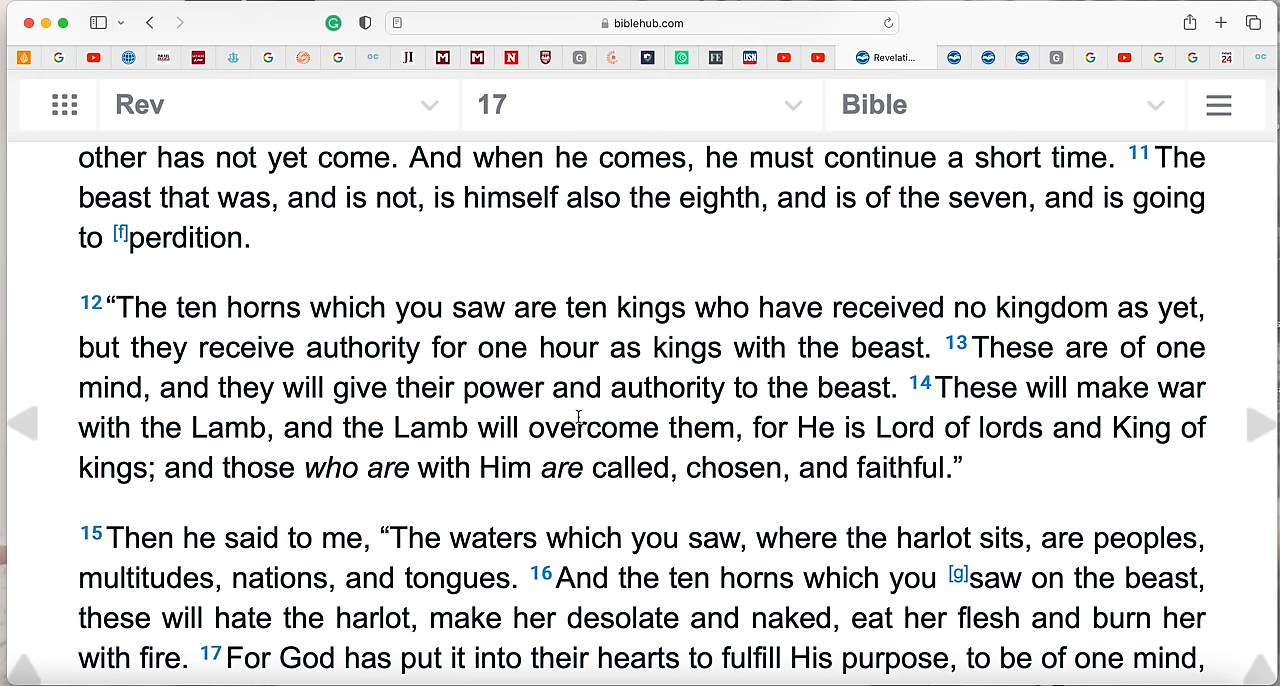 biblehub.com
JI
M
M
N
G
FE
USN
Revelati...
G
news 24
OC
Rev
17
Bible
other has not yet come. And when he comes, he must continue a short time. 11 The
beast that was, and is not, is himself also the eighth, and is of the seven, and is going
to [f]perdition.
12 “The ten horns which you saw are ten kings who have received no kingdom as yet,
but they receive authority for one hour as kings with the beast. 13 These are of one
mind, and they will give their power and authority to the beast. 14 These will make war
with the Lamb, and the Lamb will overcome them, for He is Lord of lords and King of
kings; and those who are with Him are called, chosen, and faithful.”
15 Then he said to me, “The waters which you saw, where the harlot sits, are peoples,
multitudes, nations, and tongues. 16 And the ten horns which you [g]saw on the beast,
these will hate the harlot, make her desolate and naked, eat her flesh and burn her
with fire. 17 For God has put it into their hearts to fulfill His purpose, to be of one mind,